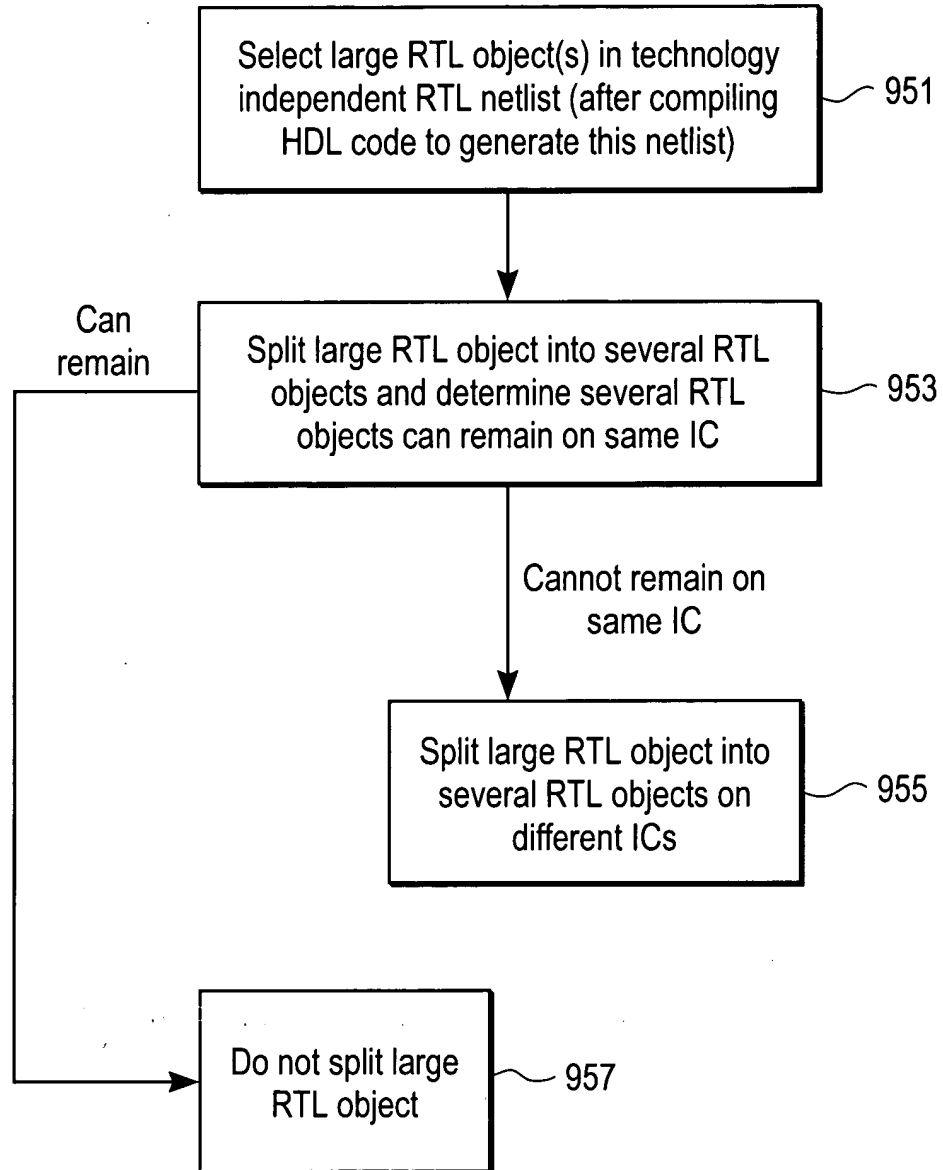 Select large RTL object(s) in technology
independent RTL netlist (after compiling
HDL code to generate this netlist)
951
Can
remain
Split large RTL object into several RTL
objects and determine several RTL
objects can remain on same IC
953
Cannot remain on
same IC
Split large RTL object into
several RTL objects on
different ICs
955
Do not split large
RTL object
957